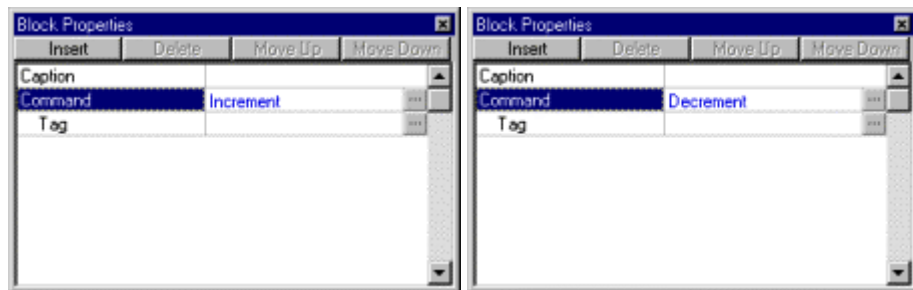 Block Properties
Insert Delete Move Up Move Down
Caption
Command Increment ...
Tag ...
Block Properties
Insert Delete Move Up Move Down
Caption
Command Decrement ...
Tag ...